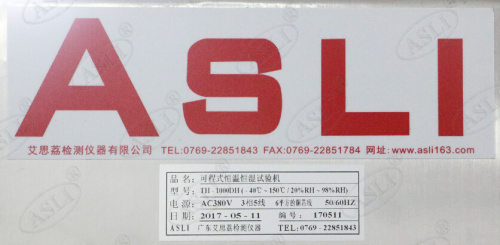 ASLI
艾思荔检测仪器有限公司 TEL:0769-22851843 FAX:0769-22851784 网址:www.asli163.com
品名: 可程式恒温恒湿试验机
型号: TH-1000DH (-40℃~150℃/20%RH~98%RH)
电源: AC380V 3相5线 6平方的铜芯线 50/60HZ
日期: 2017-05-11 编号: 170511
ASLI 广东艾思荔检测仪器 TEL:0769-22851843